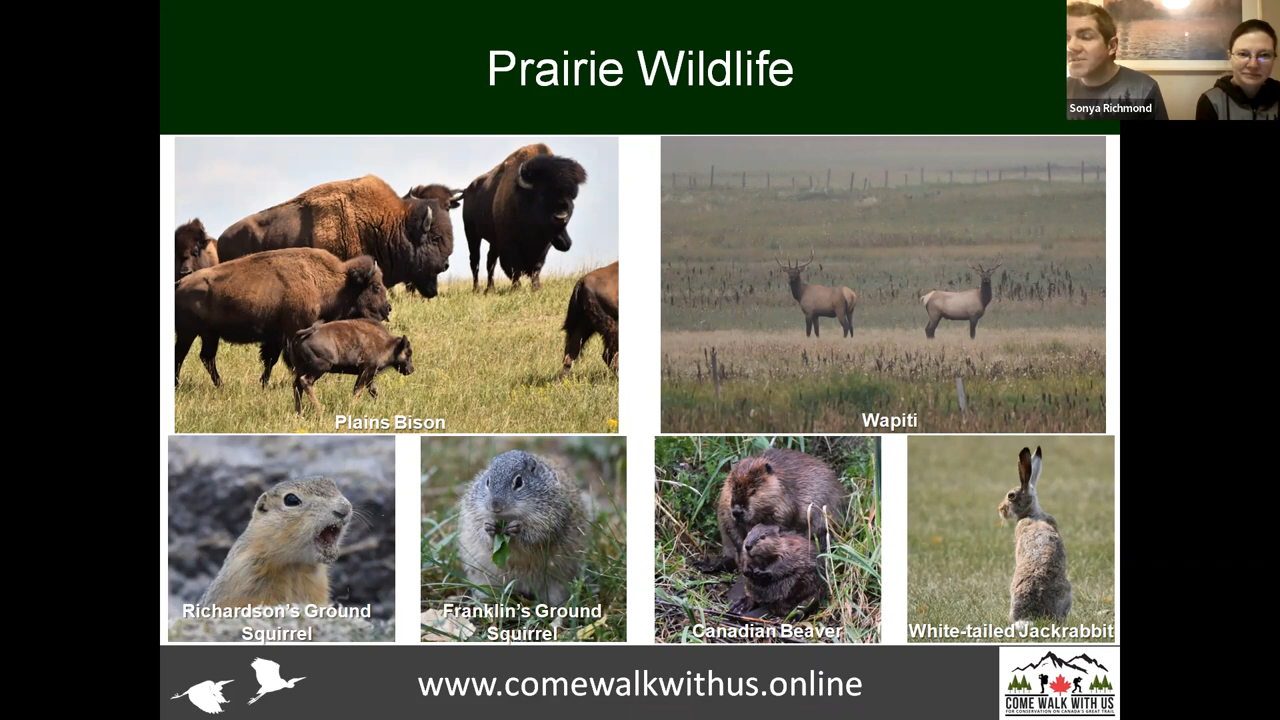 Prairie Wildlife
Sonya Richmond
Plains Bison
Wapiti
Richardson's Ground
Squirrel
Franklin's Ground
Squirrel
Canadian Beaver
White-tailed Jackrabbit
www.comewalkwithus.online
COME WALK WITH US
FOR CONSERVATION ON CANADA'S GREAT TRAIL